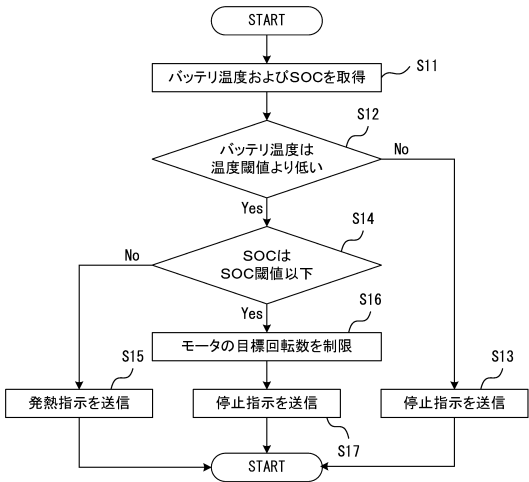 START
バッテリ温度およびSOCを取得
S11
バッテリ温度は
温度閾値より低い
S12
No
Yes
SOCは
SOC閾値以下
S14
No
Yes
モータの目標回転数を制限
S16
発熱指示を送信
S15
停止指示を送信
S17
停止指示を送信
S13
START